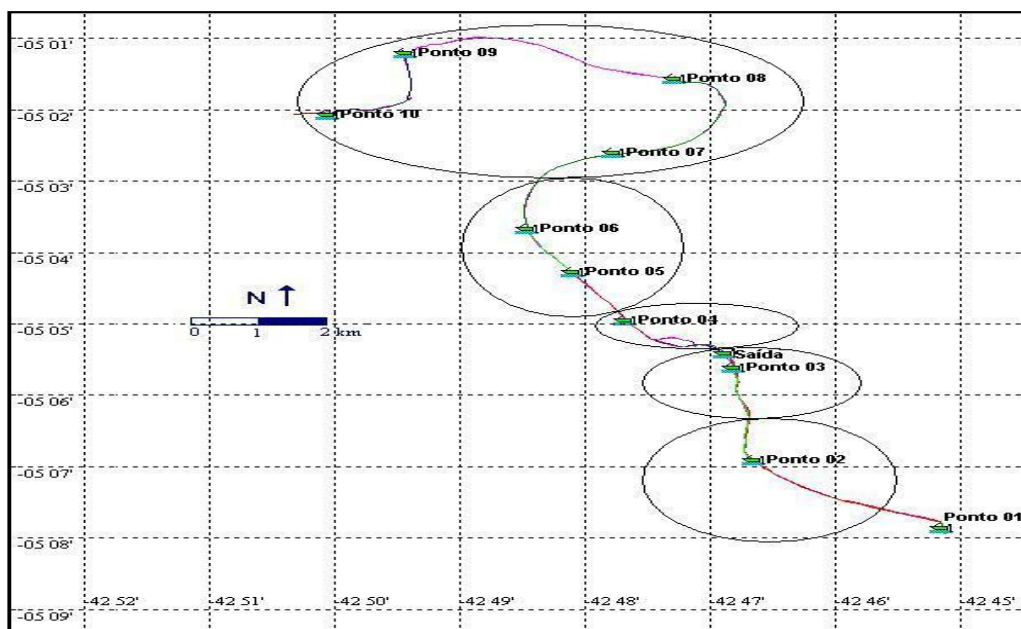 -05 01'
Ponto 09
Ponto 08
-05 02'
Ponto 10
Ponto 07
-05 03'
Ponto 06
-05 04'
Ponto 05
N
-05 05'
Ponto 04
0 1 2 km
Saída
Ponto 03
-05 06'
Ponto 02
-05 07'
Ponto 01
-05 08'
-42 52' -42 51' -42 50' -42 49' -42 48' -42 47' -42 46' -42 45'
-05 09'